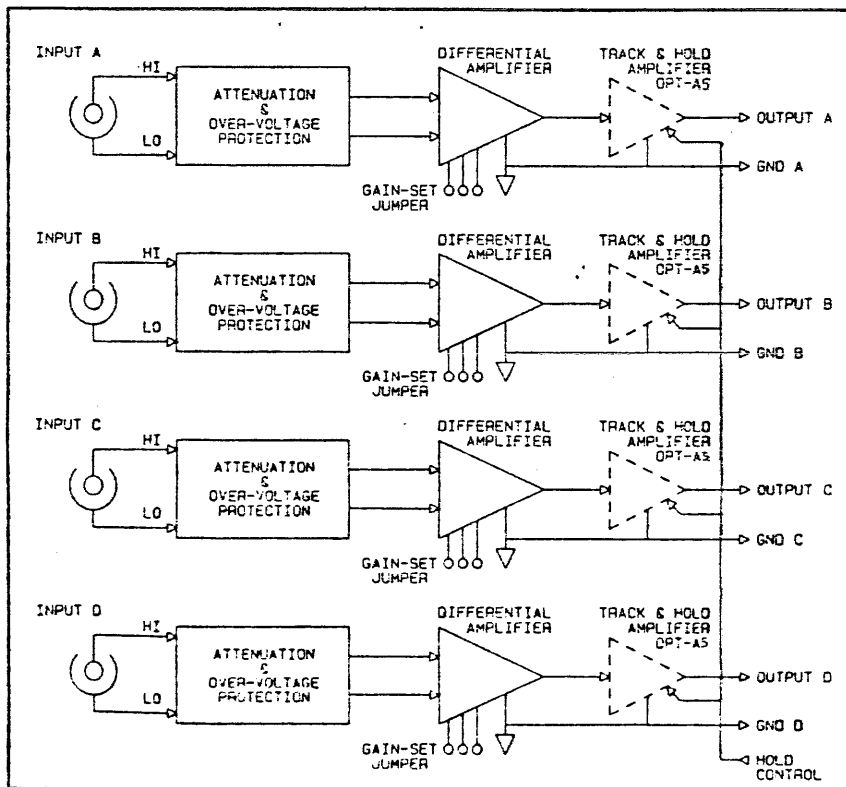 INPUT A
HI
LO
ATTENUATION
&
OVER-VOLTAGE
PROTECTION
DIFFERENTIAL
AMPLIFIER
GAIN-SET
JUMPER
TRACK & HOLD
AMPLIFIER
OPT-A5
OUTPUT A
GND A
INPUT B
HI
LO
ATTENUATION
&
OVER-VOLTAGE
PROTECTION
DIFFERENTIAL
AMPLIFIER
GAIN-SET
JUMPER
TRACK & HOLD
AMPLIFIER
OPT-A5
OUTPUT B
GND B
INPUT C
HI
LO
ATTENUATION
&
OVER-VOLTAGE
PROTECTION
DIFFERENTIAL
AMPLIFIER
GAIN-SET
JUMPER
TRACK & HOLD
AMPLIFIER
OPT-A5
OUTPUT C
GND C
INPUT D
HI
LO
ATTENUATION
&
OVER-VOLTAGE
PROTECTION
DIFFERENTIAL
AMPLIFIER
GAIN-SET
JUMPER
TRACK & HOLD
AMPLIFIER
OPT-A5
OUTPUT D
GND D
HOLD
CONTROL